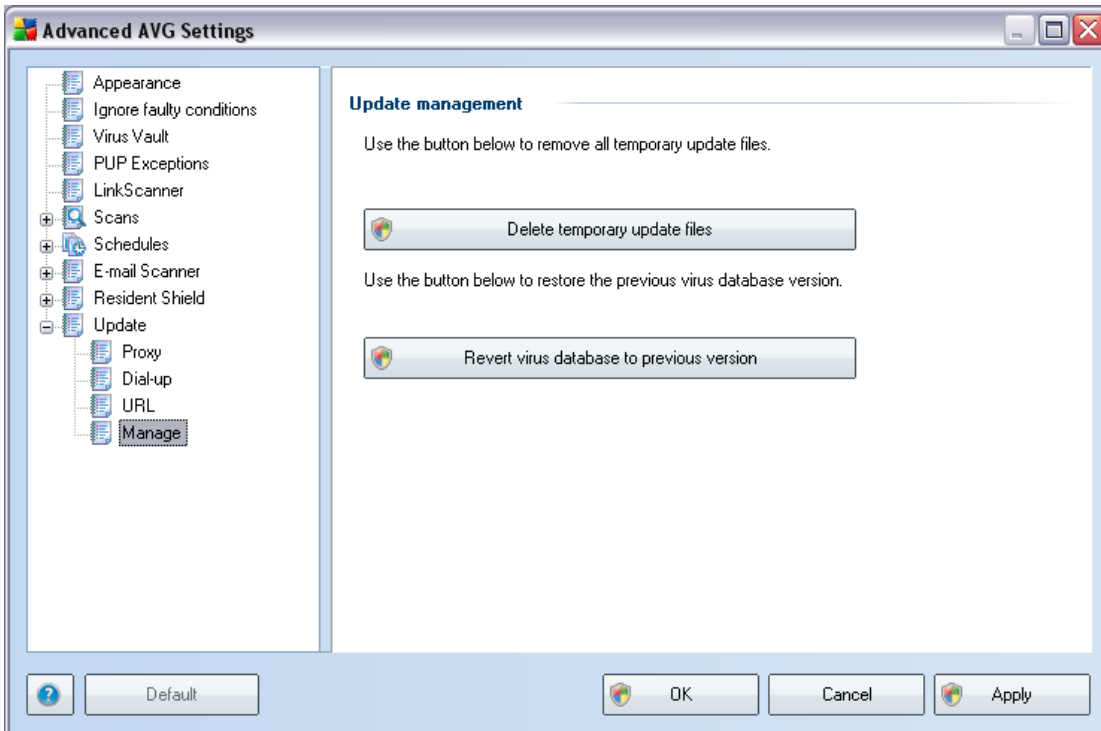 Advanced AVG Settings
Appearance
Ignore faulty conditions
Virus Vault
PUP Exceptions
LinkScanner
Scans
Schedules
E-mail Scanner
Resident Shield
Update
Proxy
Dial-up
URL
Manage
Update management
Use the button below to remove all temporary update files.
Delete temporary update files
Use the button below to restore the previous virus database version.
Revert virus database to previous version
Default
OK
Cancel
Apply